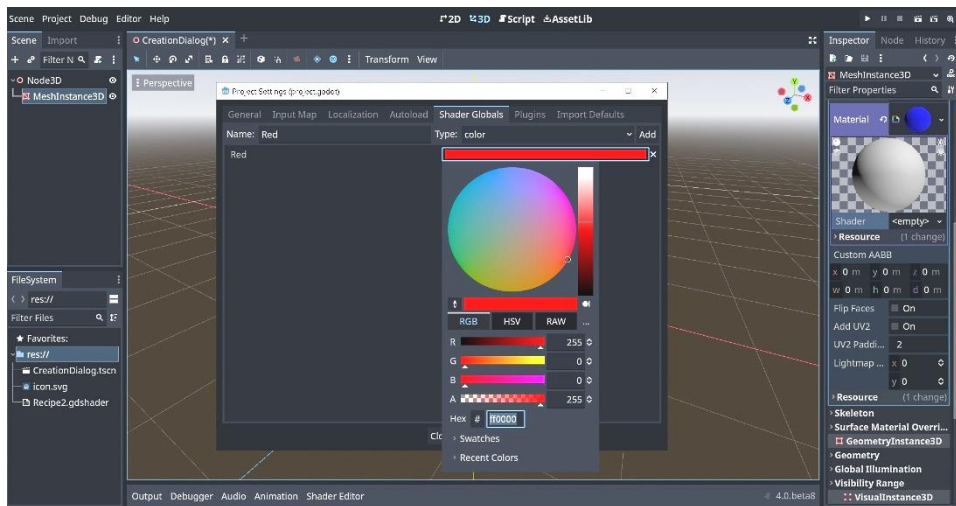 Scene Project Debug Editor Help
2D 3D Script AssetLib
Scene Import
Filter N
Node3D
MeshInstance3D
FileSystem
res://
Filter Files
Favorites:
res://
CreationDialog.tscn
icon.svg
Recipe2.gdshader
CreationDialog(*)
Transform View
Perspective
Project Settings (project.godot)
General Input Map Localization Autoload Shader Globals Plugins Import Defaults
Name: Red Type: color Add
Red
RGB HSV RAW ...
R 255
G 0
B 0
A 255
Hex # ff0000
Swatches
Recent Colors
Clo
Y
X
Z
Output Debugger Audio Animation Shader Editor
4.0.beta8
Inspector Node History
MeshInstance3D
Filter Properties
Material
Shader <empty>
Resource (1 change)
Custom AABB
x 0 m y 0 m z 0 m
w 0 m h 0 m d 0 m
Flip Faces On
Add UV2 On
UV2 Paddi... 2
Lightmap ... x 0
y 0
Resource (1 change)
Skeleton
Surface Material Overri...
GeometryInstance3D
Geometry
Global Illumination
Visibility Range
VisualInstance3D